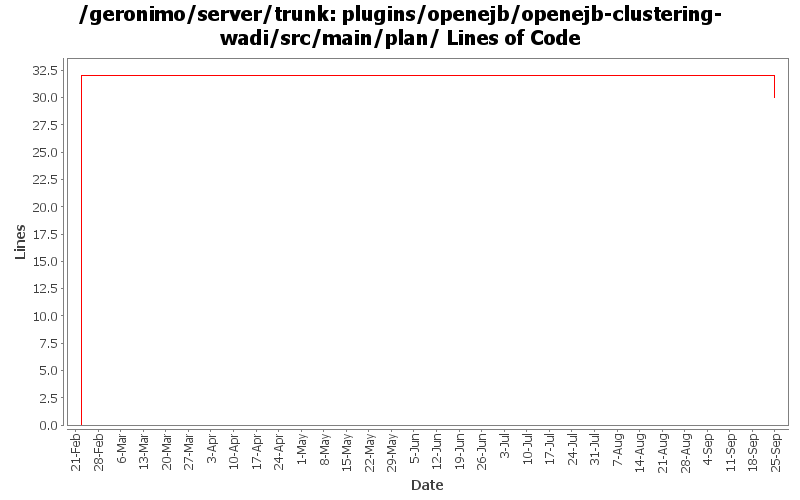 /geronimo/server/trunk: plugins/openejb/openejb-clustering-
wadi/src/main/plan/ Lines of Code
32.5
30.0
27.5
25.0
22.5
20.0
17.5
15.0
12.5
10.0
7.5
5.0
2.5
0.0
Lines
21-Feb
28-Feb
6-Mar
13-Mar
20-Mar
27-Mar
3-Apr
10-Apr
17-Apr
24-Apr
1-May
8-May
15-May
22-May
29-May
5-Jun
12-Jun
19-Jun
26-Jun
3-Jul
10-Jul
17-Jul
24-Jul
31-Jul
7-Aug
14-Aug
21-Aug
28-Aug
4-Sep
11-Sep
18-Sep
25-Sep
Date